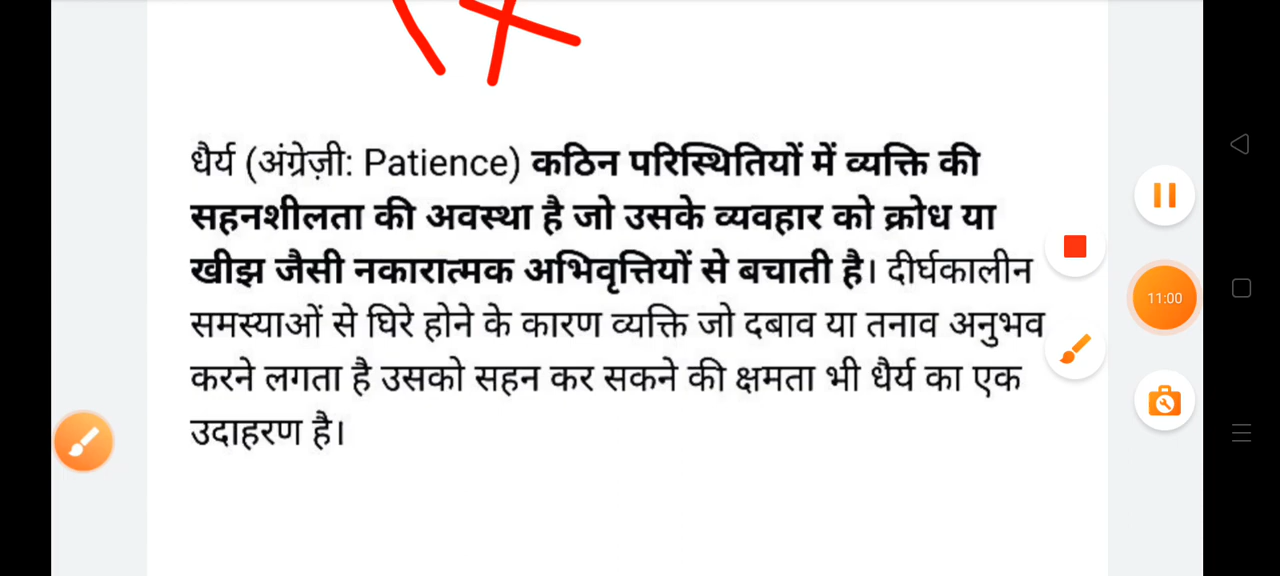 धैर्य (अंग्रेज़ी: Patience) कठिन परिस्थितियों में व्यक्ति की
सहनशीलता की अवस्था है जो उसके व्यवहार को क्रोध या
खीझ जैसी नकारात्मक अभिवृत्तियों से बचाती है। दीर्घकालीन
समस्याओं से घिरे होने के कारण व्यक्ति जो दबाव या तनाव अनुभव
करने लगता है उसको सहन कर सकने की क्षमता भी धैर्य का एक
उदाहरण है।
11:00